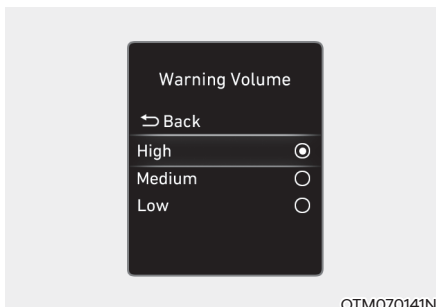 Warning Volume
Back
High
Medium
Low
OTM070141N